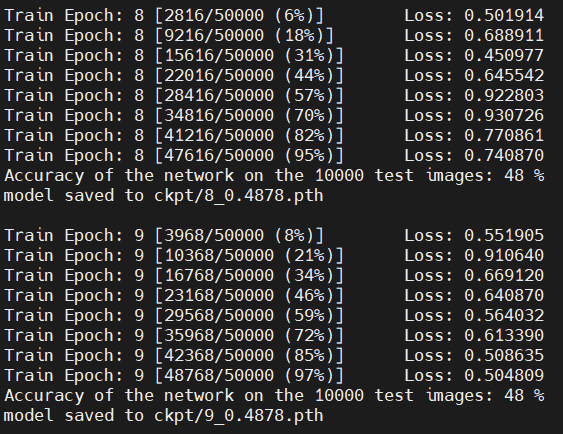 Train Epoch: 8 [2816/50000 (6%)]        Loss: 0.501914
Train Epoch: 8 [9216/50000 (18%)]       Loss: 0.688911
Train Epoch: 8 [15616/50000 (31%)]      Loss: 0.450977
Train Epoch: 8 [22016/50000 (44%)]      Loss: 0.645542
Train Epoch: 8 [28416/50000 (57%)]      Loss: 0.922803
Train Epoch: 8 [34816/50000 (70%)]      Loss: 0.930726
Train Epoch: 8 [41216/50000 (82%)]      Loss: 0.770861
Train Epoch: 8 [47616/50000 (95%)]      Loss: 0.740870
Accuracy of the network on the 10000 test images: 48 %
model saved to ckpt/8_0.4878.pth

Train Epoch: 9 [3968/50000 (8%)]        Loss: 0.551905
Train Epoch: 9 [10368/50000 (21%)]      Loss: 0.910640
Train Epoch: 9 [16768/50000 (34%)]      Loss: 0.669120
Train Epoch: 9 [23168/50000 (46%)]      Loss: 0.640870
Train Epoch: 9 [29568/50000 (59%)]      Loss: 0.564032
Train Epoch: 9 [35968/50000 (72%)]      Loss: 0.613390
Train Epoch: 9 [42368/50000 (85%)]      Loss: 0.508635
Train Epoch: 9 [48768/50000 (97%)]      Loss: 0.504809
Accuracy of the network on the 10000 test images: 48 %
model saved to ckpt/9_0.4878.pth